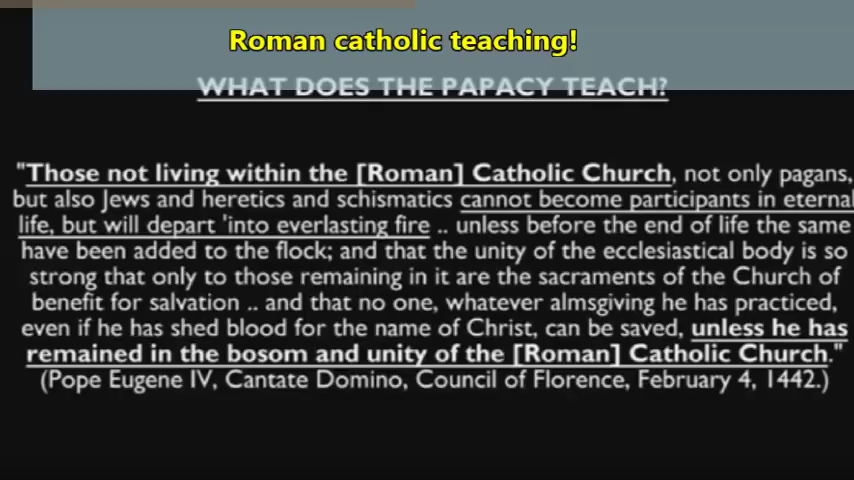 Roman catholic teaching!
WHAT DOES THE PAPACY TEACH?
"Those not living within the [Roman] Catholic Church, not only pagans,
but also Jews and heretics and schismatics cannot become participants in eternal
life, but will depart 'into everlasting fire .. unless before the end of life the same
have been added to the flock; and that the unity of the ecclesiastical body is so
strong that only to those remaining in it are the sacraments of the Church of
benefit for salvation .. and that no one, whatever almsgiving he has practiced,
even if he has shed blood for the name of Christ, can be saved, unless he has
remained in the bosom and unity of the [Roman] Catholic Church."
(Pope Eugene IV, Cantate Domino, Council of Florence, February 4, 1442.)